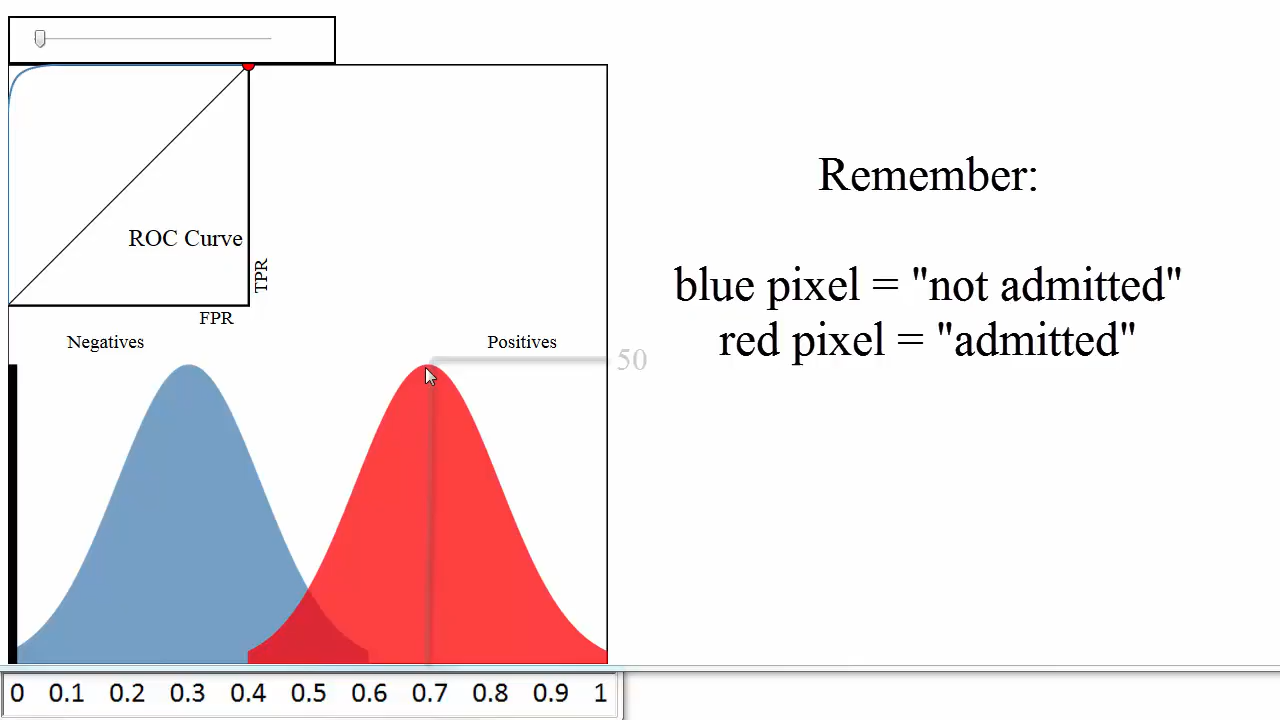 Remember:
blue pixel = "not admitted"
red pixel = "admitted"
ROC Curve
TPR
FPR
Negatives
Positives
50
0 0.1 0.2 0.3 0.4 0.5 0.6 0.7 0.8 0.9 1